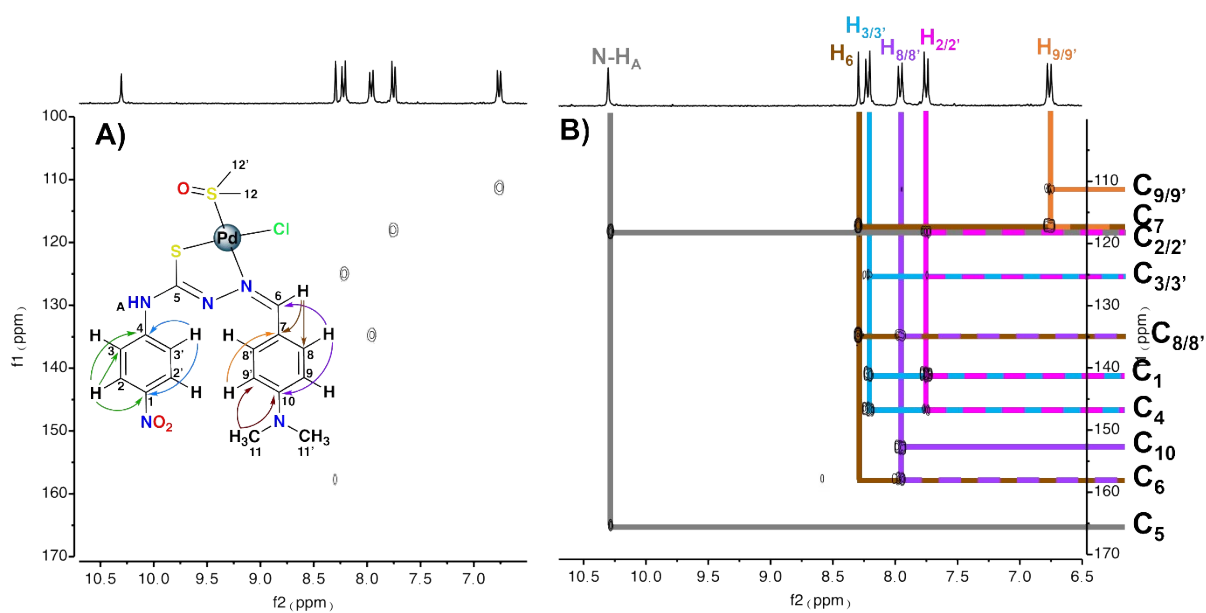 A)
100
110
120
130
140
150
160
170
f1 (ppm)
10.5
10.0
9.5
9.0
8.5
8.0
7.5
7.0
f2 (ppm)
12'
O
S
12
Pd
Cl
S
N
6
H
5
N
A HN
4
7
H
H
H
H
3
3'
8'
8
2
2'
9'
9
H
H
H
H
1
10
NO2
N
H3C
CH3
11
11'
B)
N-HA
H6
H3/3'
H8/8'
H2/2'
H9/9'
110
120
130
140
150
160
170
f1 (ppm)
C9/9'
C7
C2/2'
C3/3'
C8/8'
C1
C4
C10
C6
C5
10.5
10.0
9.5
9.0
8.5
8.0
7.5
7.0
6.5
f2 (ppm)